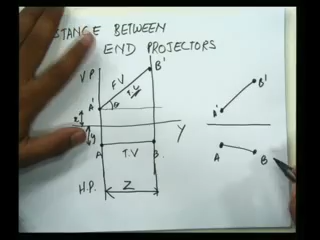 STANCE BETWEEN
END PROJECTORS
V.P. B' B'
F.V
T.L
A' θ A'
x
y Y
A B A B
T.V
H.P. Z